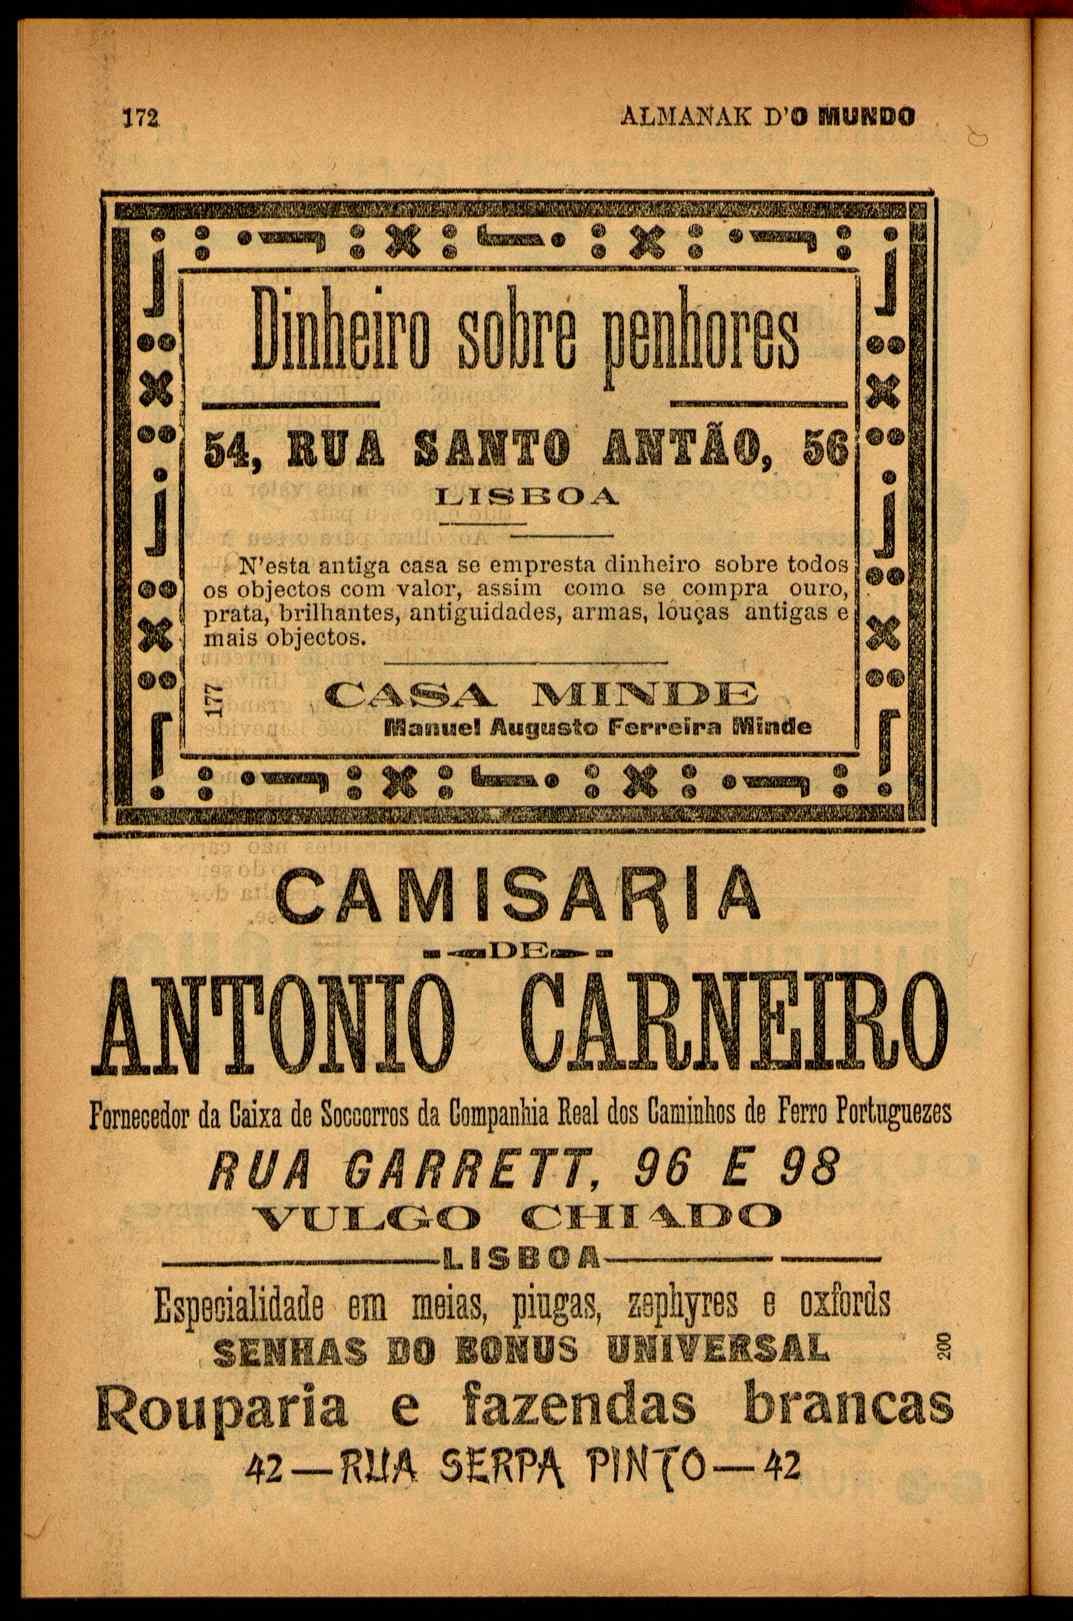 172
ALMANAK D'O MUNDO
Dinheiro sobre penhores
54, RUA SANTO ANTÃO, 56
LISBOA
N'esta antiga casa se empresta dinheiro sobre todos
os objectos com valor, assim como se compra ouro,
prata, brilhantes, antiguidades, armas, louças antigas e
mais objectos.
177
CASA MINDE
Manuel Augusto Ferreira Minde
CAMISARIA
DE
ANTONIO CARNEIRO
Fornecedor da Caixa de Soccorros da Companhia Real dos Caminhos de Ferro Portuguezes
RUA GARRETT, 96 E 98
VULGO CHIADO
LISBOA
Especialidade em meias, piugas, zephyres e oxfords
SENHAS DO BONUS UNIVERSAL
200
Rouparia e fazendas brancas
42—RUA SERPA PINTO—42